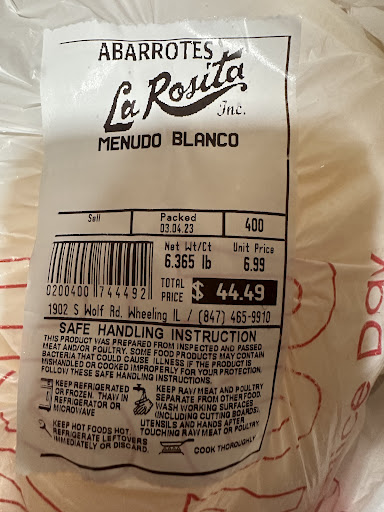 ABARROTES
La Rosita
Inc.
MENUDO BLANCO
Sell
Packed
03.04.23
400
Net Wt/Ct
6.365 lb
Unit Price
6.99
0200400 744492
TOTAL
PRICE
$ 44.49
1902 S Wolf Rd, Wheeling IL / (847) 465-9910
SAFE HANDLING INSTRUCTION
THIS PRODUCT WAS PREPARED FROM INSPECTED AND PASSED
MEAT AND/OR POULTRY. SOME FOOD PRODUCTS MAY CONTAIN
BACTERIA THAT COULD CAUSE ILLNESS IF THE PRODUCT IS
MISHANDLED OR COOKED IMPROPERLY FOR YOUR PROTECTION,
FOLLOW THESE SAFE HANDLING INSTRUCTIONS.
KEEP REFRIGERATED
OR FROZEN. THAW IN
REFRIGERATOR OR
MICROWAVE
KEEP RAW MEAT AND POULTRY
SEPARATE FROM OTHER FOOD.
WASH WORKING SURFACES
(INCLUDING CUTTING BOARDS),
UTENSILS AND HANDS AFTER
TOUCHING RAW MEAT OR POULTRY.
KEEP HOT FOODS HOT.
REFRIGERATE LEFTOVERS
IMMEDIATELY OR DISCARD.
COOK THOROUGHLY
Day